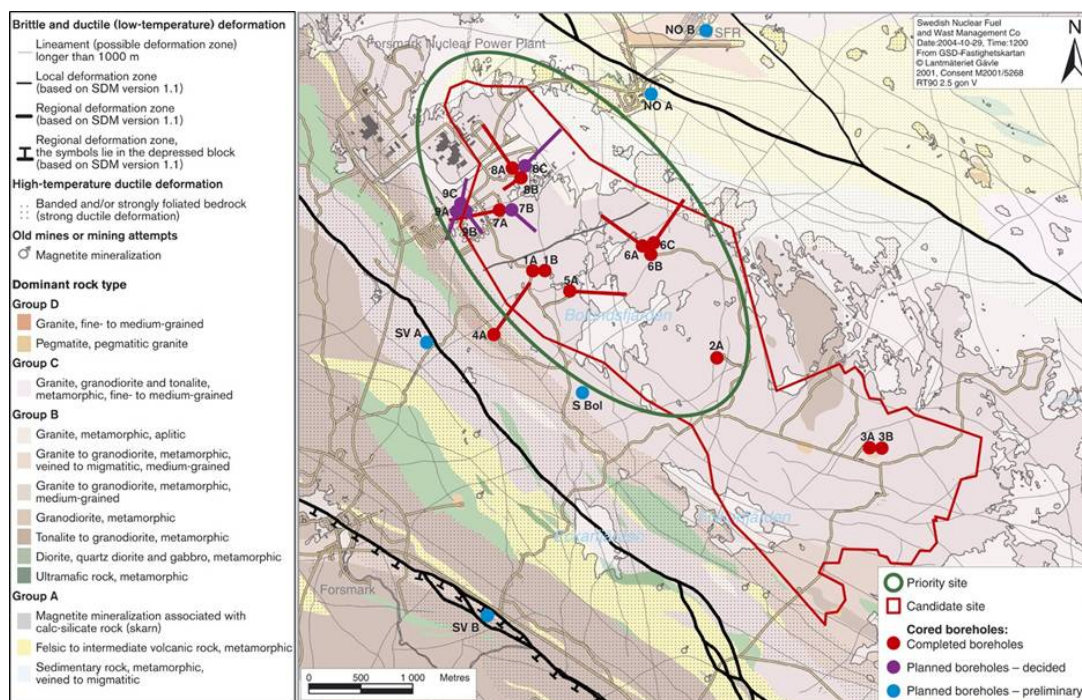 Brittle and ductile (low-temperature) deformation
Lineament (possible deformation zone)
longer than 1000 m
Local deformation zone
(based on SDM version 1.1)
Regional deformation zone
(based on SDM version 1.1)
Regional deformation zone,
the symbols lie in the depressed block
(based on SDM version 1.1)
High-temperature ductile deformation
Banded and/or strongly foliated bedrock
(strong ductile deformation)
Old mines or mining attempts
Magnetite mineralization
Dominant rock type
Group D
Granite, fine- to medium-grained
Pegmatite, pegmatitic granite
Group C
Granite, granodiorite and tonalite,
metamorphic, fine- to medium-grained
Group B
Granite, metamorphic, aplitic
Granite to granodiorite, metamorphic,
veined to migmatitic, medium-grained
Granite to granodiorite, metamorphic,
medium-grained
Granodiorite, metamorphic
Tonalite to granodiorite, metamorphic
Diorite, quartz diorite and gabbro, metamorphic
Ultramafic rock, metamorphic
Group A
Magnetite mineralization associated with
calc-silicate rock (skarn)
Felsic to intermediate volcanic rock, metamorphic
Sedimentary rock, metamorphic,
veined to migmatitic
Swedish Nuclear Fuel
and Wast Management Co
Date:2004-10-29, Time:1200
From GSD-Fastighetskartan
© Lantmäteriet Gävle
2001, Consent M2001/5268
RT90 2.5 gon V
N
NO B
SFR
Forsmark Nuclear Power Plant
NO A
8A
8C
8B
9C
9A
9B
7A
7B
6A
6C
6B
1A 1B
5A
Bolundsfjärden
4A
SV A
2A
S Bol
3A 3B
Forsmark
SV B
0 500 1 000 Metres
Priority site
Candidate site
Cored boreholes:
Completed boreholes
Planned boreholes – decided
Planned boreholes – preliminary